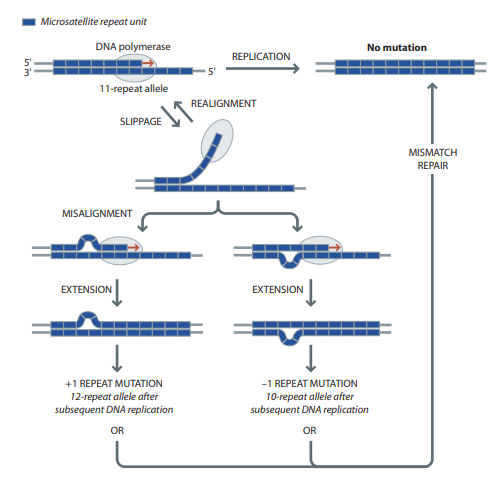 Microsatellite repeat unit
DNA polymerase
REPLICATION
No mutation
5'
3'
5'
11-repeat allele
REALIGNMENT
SLIPPAGE
MISMATCH
REPAIR
MISALIGNMENT
EXTENSION
EXTENSION
+1 REPEAT MUTATION
12-repeat allele after
subsequent DNA replication
–1 REPEAT MUTATION
10-repeat allele after
subsequent DNA replication
OR
OR